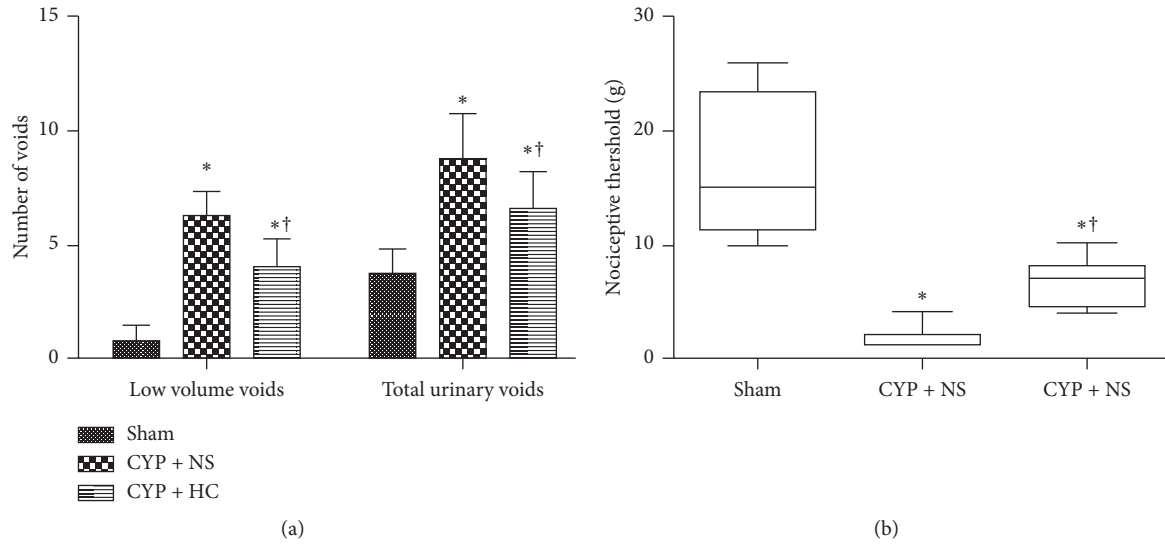 15
10
5
0
Number of voids
*
*†
*
*†
Low volume voids
Total urinary voids
Sham
CYP + NS
CYP + HC
(a)
30
20
10
0
Nociceptive thershold (g)
*
*†
Sham
CYP + NS
CYP + NS
(b)